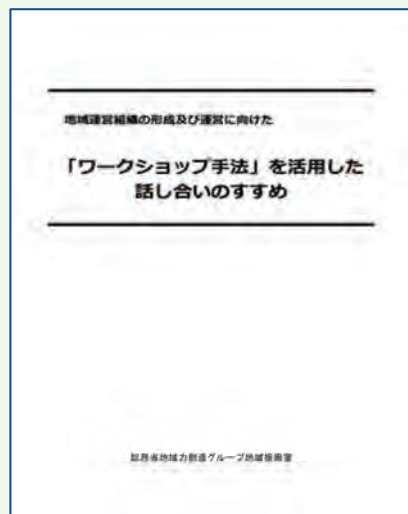 地域運営組織の形成及び運営に向けた
「ワークショップ手法」を活用した
話し合いのすすめ
総務省地域力創造グループ地域振興室